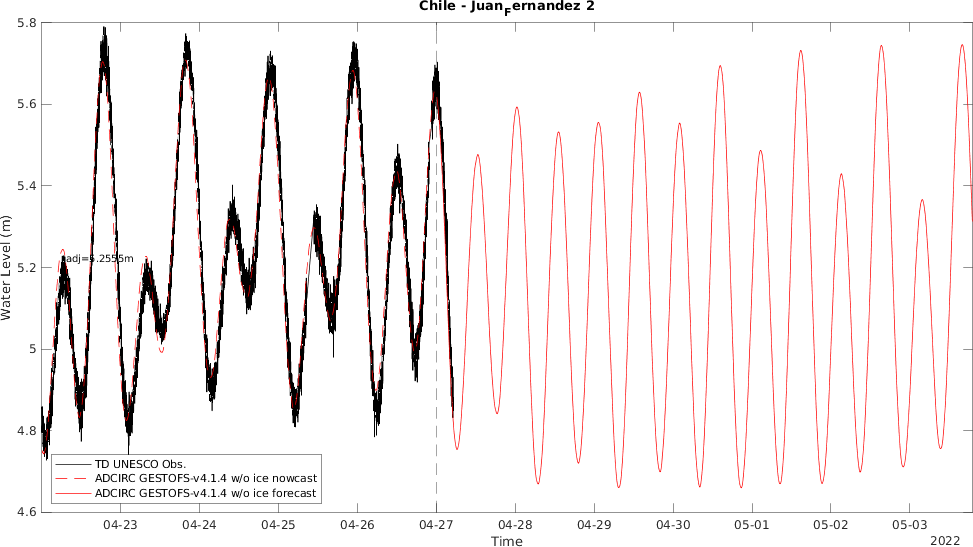 Chile - JuanFernandez 2
5.8
5.6
5.4
5.2
5
4.8
4.6
Water Level (m)
adj=5.2555m
TD UNESCO Obs.
ADCIRC GESTOFS-v4.1.4 w/o ice nowcast
ADCIRC GESTOFS-v4.1.4 w/o ice forecast
04-23 04-24 04-25 04-26 04-27 04-28 04-29 04-30 05-01 05-02 05-03
Time
2022